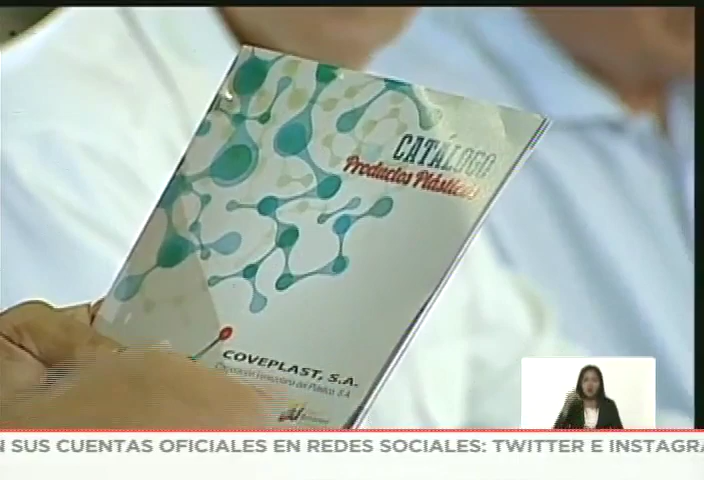 CATÁLOGO
Productos Plásticos
COVEPLAST, S.A.
Corporación Venezolana del Plástico, S.A.
N SUS CUENTAS OFICIALES EN REDES SOCIALES: TWITTER E INSTAGRA